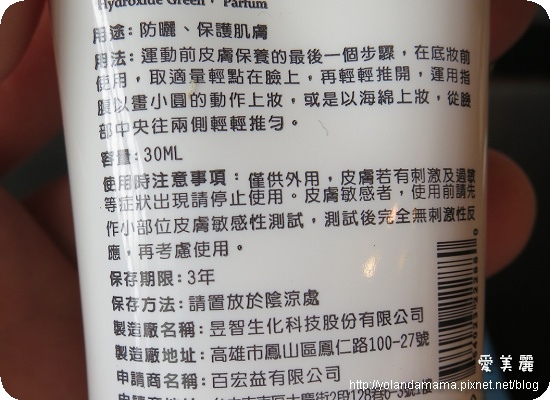 Hydroxide Green, Parfum
用途: 防曬、保護肌膚
用法: 運動前皮膚保養的最後一個步驟，在底妝前
使用，取適量輕點在臉上，再輕輕推開，運用指
腹以畫小圓的動作上妝，或是以海綿上妝，從臉
部中央往兩側輕輕推勻。
容量:30ML
使用時注意事項：僅供外用，皮膚若有刺激及過敏
等症狀出現請停止使用。皮膚敏感者，使用前請先
作小部位皮膚敏感性測試，測試後完全無刺激性反
應，再考慮使用。
保存期限:3年
保存方法：請置放於陰涼處
製造廠名稱：昱智生化科技股份有限公司
製造廠地址：高雄市鳳山區鳳仁路100-27號
申請商名稱：百宏益有限公司
愛美麗
http://yolandamama.pixnet.net/blog